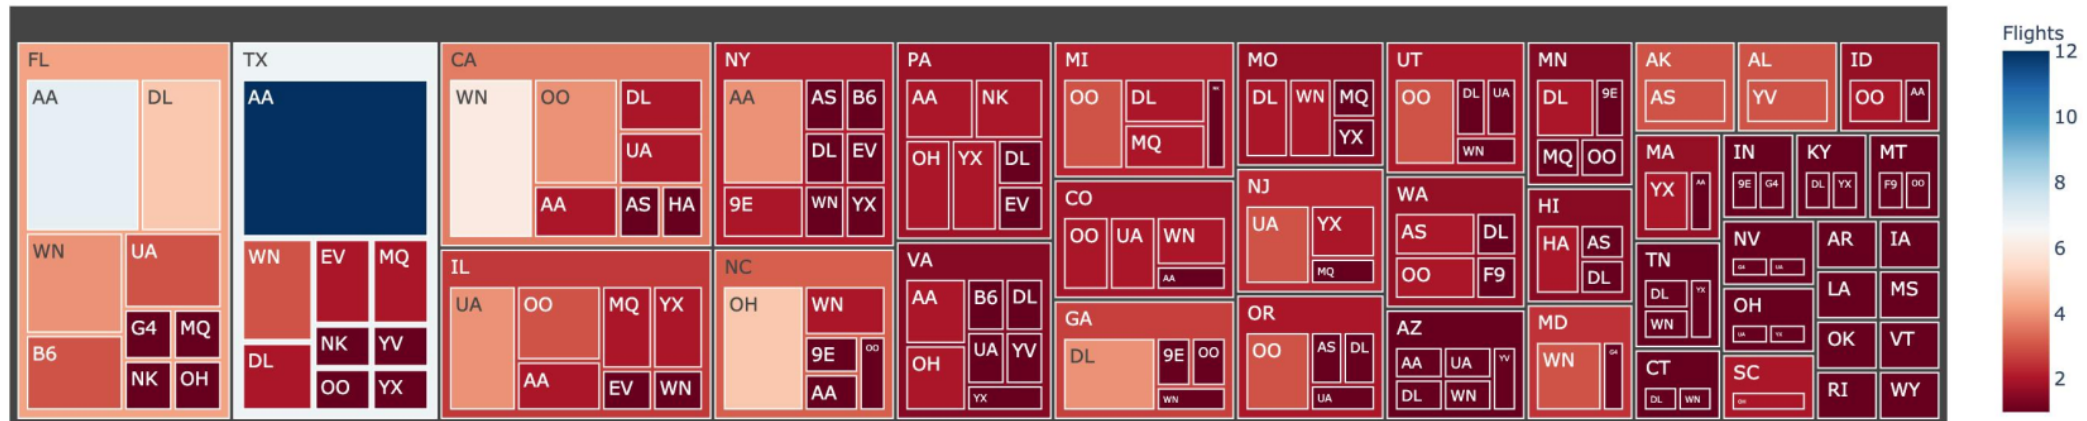 Flights
12
10
8
6
4
2
FL
AA
DL
WN
UA
B6
G4
MQ
NK
OH
TX
AA
WN
EV
MQ
DL
NK
YV
OO
YX
CA
WN
OO
DL
UA
AA
AS
HA
IL
UA
OO
MQ
YX
AA
EV
WN
NY
AA
AS
B6
DL
EV
9E
WN
YX
NC
OH
WN
9E
OO
AA
PA
AA
NK
OH
YX
DL
EV
VA
AA
B6
DL
OH
UA
YV
YX
MI
OO
DL
MQ
CO
OO
UA
WN
AA
GA
DL
9E
OO
WN
MO
DL
WN
MQ
YX
NJ
UA
YX
MQ
OR
OO
AS
DL
UA
UT
OO
DL
UA
WN
WA
AS
DL
OO
F9
AZ
AA
UA
YV
DL
WN
MN
DL
9E
MQ
OO
HI
HA
AS
DL
MD
WN
G4
AK
AS
AL
YV
ID
OO
AA
MA
YX
AA
IN
9E
G4
KY
DL
YX
MT
F9
OO
TN
DL
YX
WN
CT
DL
WN
NV
G4
UA
OH
UA
YX
SC
OH
AR
IA
LA
MS
OK
VT
RI
WY